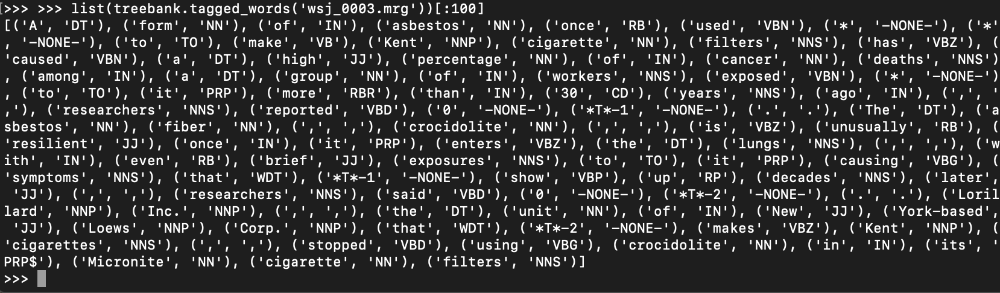 [>>> >>> list(treebank.tagged_words('wsj_0003.mrg'))[:100]
[('A', 'DT'), ('form', 'NN'), ('of', 'IN'), ('asbestos', 'NN'), ('once', 'RB'), ('used', 'VBN'), ('*', '-NONE-'), ('*'
, '-NONE-'), ('to', 'TO'), ('make', 'VB'), ('Kent', 'NNP'), ('cigarette', 'NN'), ('filters', 'NNS'), ('has', 'VBZ'), (
'caused', 'VBN'), ('a', 'DT'), ('high', 'JJ'), ('percentage', 'NN'), ('of', 'IN'), ('cancer', 'NN'), ('deaths', 'NNS')
, ('among', 'IN'), ('a', 'DT'), ('group', 'NN'), ('of', 'IN'), ('workers', 'NNS'), ('exposed', 'VBN'), ('*', '-NONE-')
, ('to', 'TO'), ('it', 'PRP'), ('more', 'RBR'), ('than', 'IN'), ('30', 'CD'), ('years', 'NNS'), ('ago', 'IN'), (',', '
,'), ('researchers', 'NNS'), ('reported', 'VBD'), ('0', '-NONE-'), ('*T*-1', '-NONE-'), ('.', '.'), ('The', 'DT'), ('a
sbestos', 'NN'), ('fiber', 'NN'), (',', ','), ('crocidolite', 'NN'), (',', ','), ('is', 'VBZ'), ('unusually', 'RB'), (
'resilient', 'JJ'), ('once', 'IN'), ('it', 'PRP'), ('enters', 'VBZ'), ('the', 'DT'), ('lungs', 'NNS'), (',', ','), ('w
ith', 'IN'), ('even', 'RB'), ('brief', 'JJ'), ('exposures', 'NNS'), ('to', 'TO'), ('it', 'PRP'), ('causing', 'VBG'), (
'symptoms', 'NNS'), ('that', 'WDT'), ('*T*-1', '-NONE-'), ('show', 'VBP'), ('up', 'RP'), ('decades', 'NNS'), ('later',
 'JJ'), (',', ','), ('researchers', 'NNS'), ('said', 'VBD'), ('0', '-NONE-'), ('*T*-2', '-NONE-'), ('.', '.'), ('Loril
lard', 'NNP'), ('Inc.', 'NNP'), (',', ','), ('the', 'DT'), ('unit', 'NN'), ('of', 'IN'), ('New', 'JJ'), ('York-based',
 'JJ'), ('Loews', 'NNP'), ('Corp.', 'NNP'), ('that', 'WDT'), ('*T*-2', '-NONE-'), ('makes', 'VBZ'), ('Kent', 'NNP'), (
'cigarettes', 'NNS'), (',', ','), ('stopped', 'VBD'), ('using', 'VBG'), ('crocidolite', 'NN'), ('in', 'IN'), ('its', '
PRP$'), ('Micronite', 'NN'), ('cigarette', 'NN'), ('filters', 'NNS')]
>>>